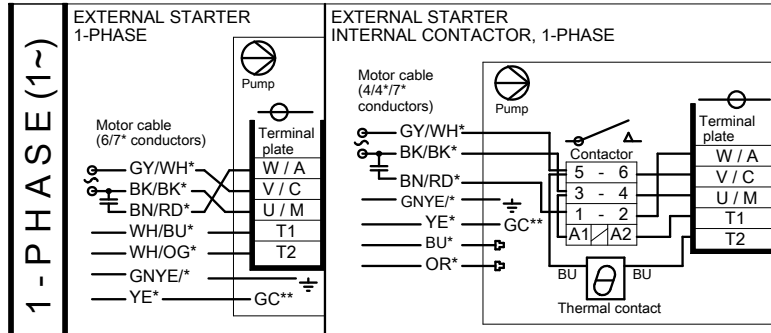 1 - P H A S E (1~)
EXTERNAL STARTER
1-PHASE
Pump
Motor cable
(6/7* conductors)
Terminal
plate
GY/WH*
W / A
BK/BK*
V / C
BN/RD*
U / M
WH/BU*
T1
WH/OG*
T2
GNYE/*
YE*
GC**
EXTERNAL STARTER
INTERNAL CONTACTOR, 1-PHASE
Motor cable
(4/4*/7*
conductors)
Pump
Terminal
plate
GY/WH*
BK/BK*
Contactor
W / A
BN/RD*
5 - 6
V / C
GNYE/*
3 - 4
U / M
YE*
GC**
1 - 2
T1
BU*
A1
A2
T2
OR*
BU
BU
Thermal contact